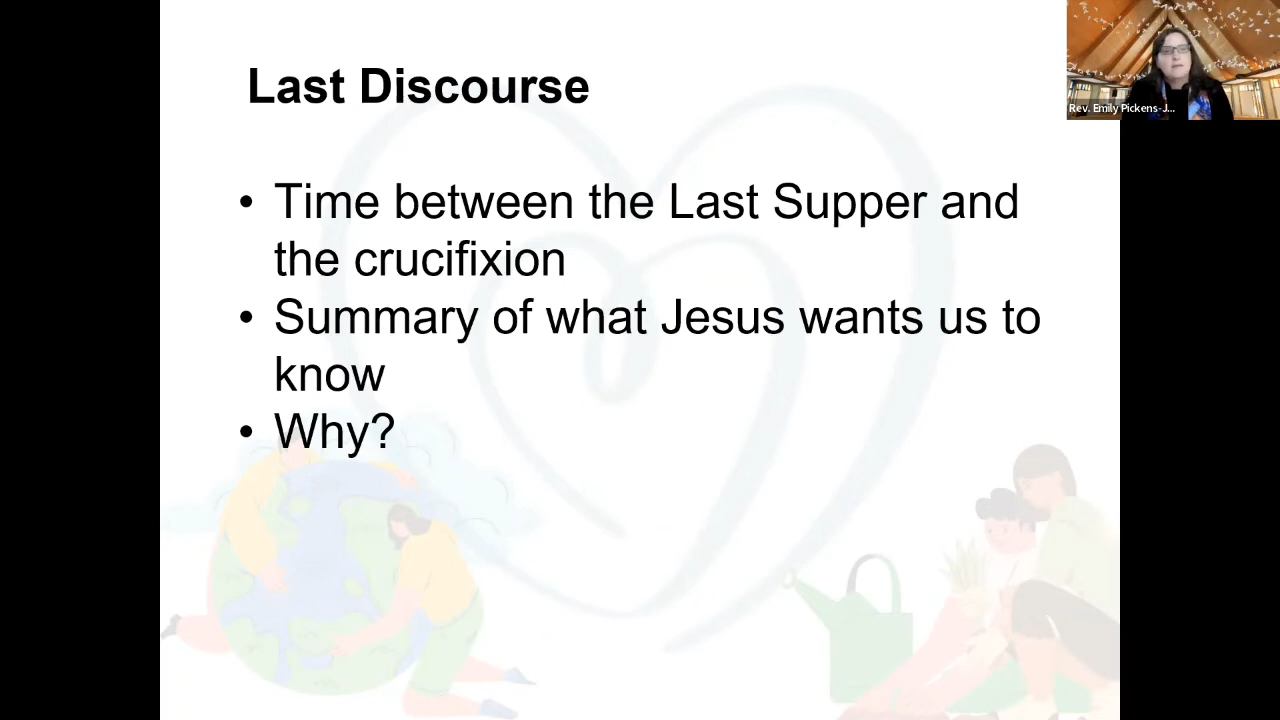 Last Discourse
Rev. Emily Pickens-J...
• Time between the Last Supper and
the crucifixion
• Summary of what Jesus wants us to
know
• Why?